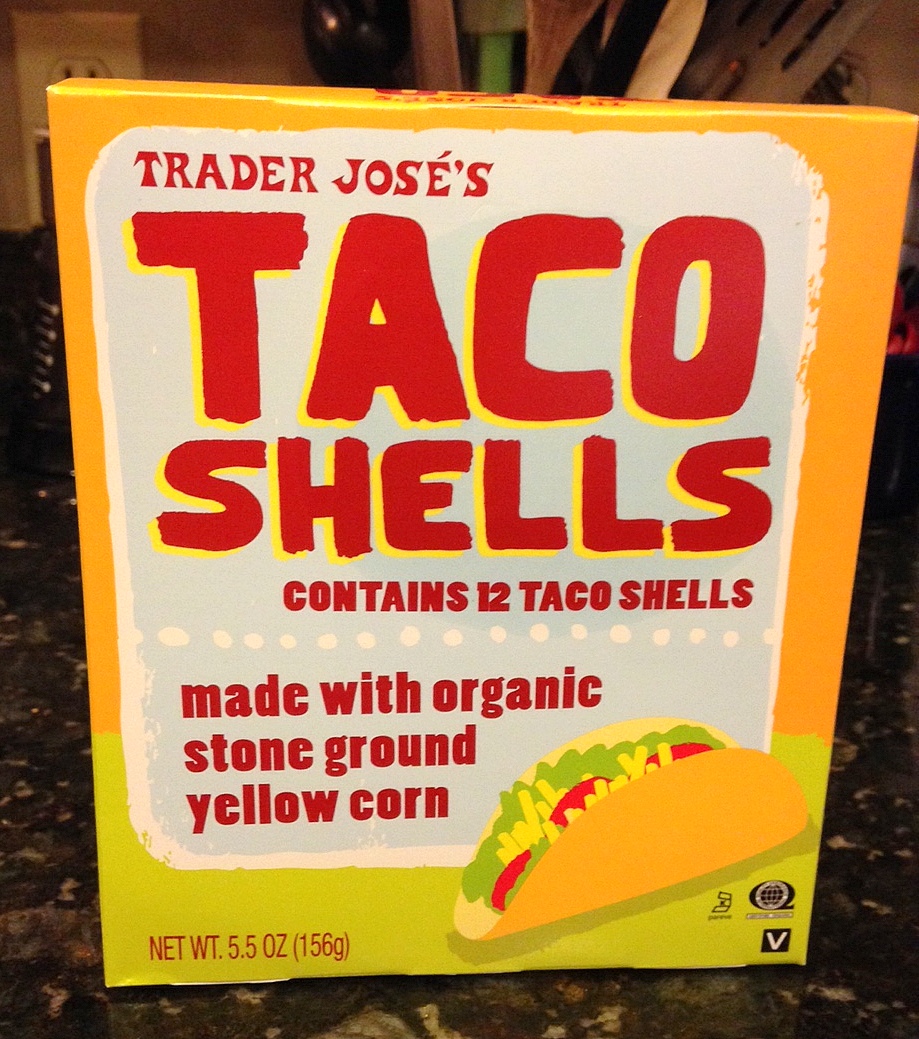 TRADER JOSÉ'S
TACO
SHELLS
CONTAINS 12 TACO SHELLS
made with organic
stone ground
yellow corn
pareve
V
NET WT. 5.5 OZ (156g)